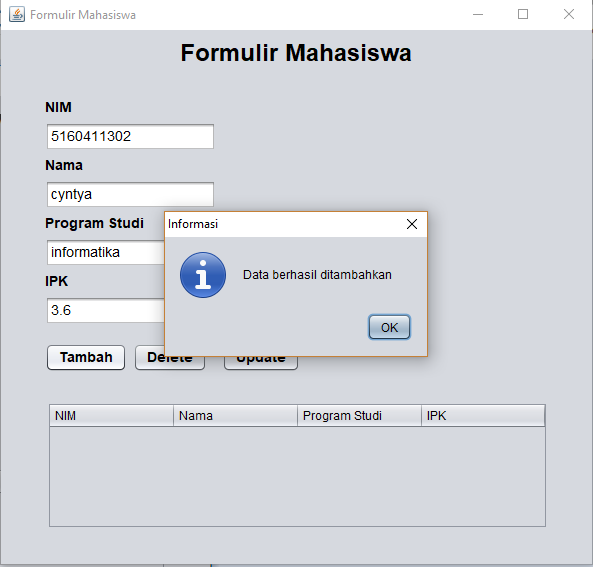 Formulir Mahasiswa
Formulir Mahasiswa
NIM
5160411302
Nama
cyntya
Program Studi
informatika
IPK
3.6
Informasi
Data berhasil ditambahkan
OK
Tambah Delete Update
NIM Nama Program Studi IPK